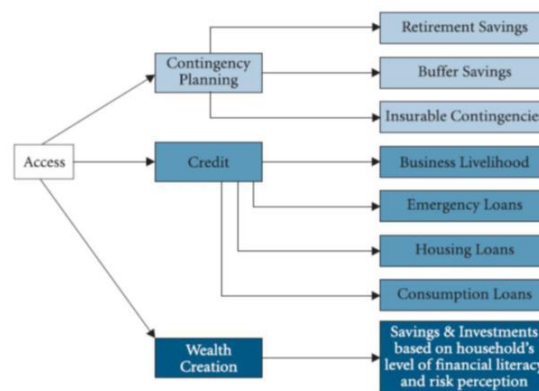 Retirement Savings
Contingency
Planning
Buffer Savings
Insurable Contingencie
Access
Credit
Business Livelihood
Emergency Loans
Housing Loans
Consumption Loans
Wealth
Creation
Savings & Investments
based on household's
level of financial literacy
and risk perception